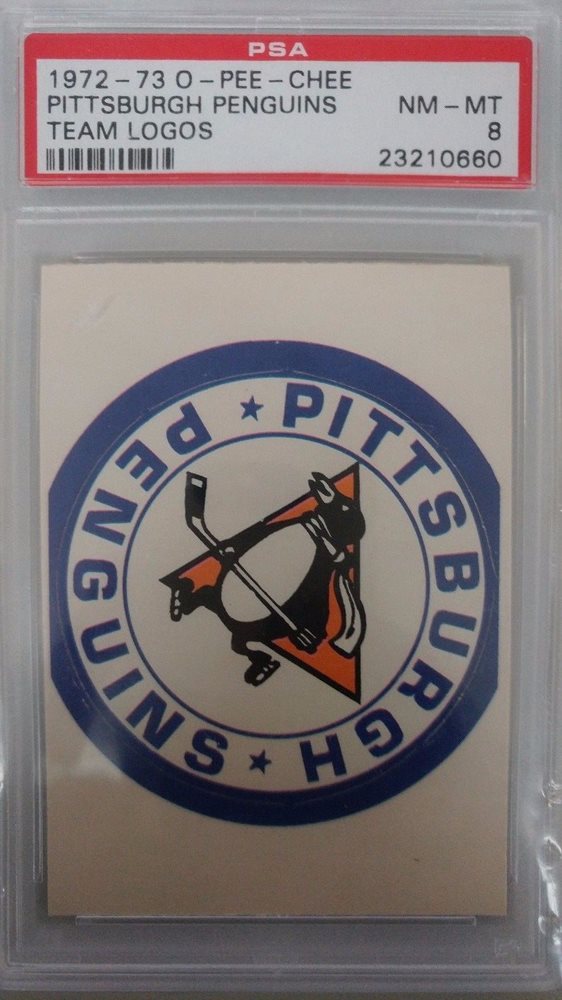 PSA
1972-73 O-PEE-CHEE
PITTSBURGH PENGUINS NM-MT
TEAM LOGOS 8
23210660
PITTSBURGH
PENGUINS